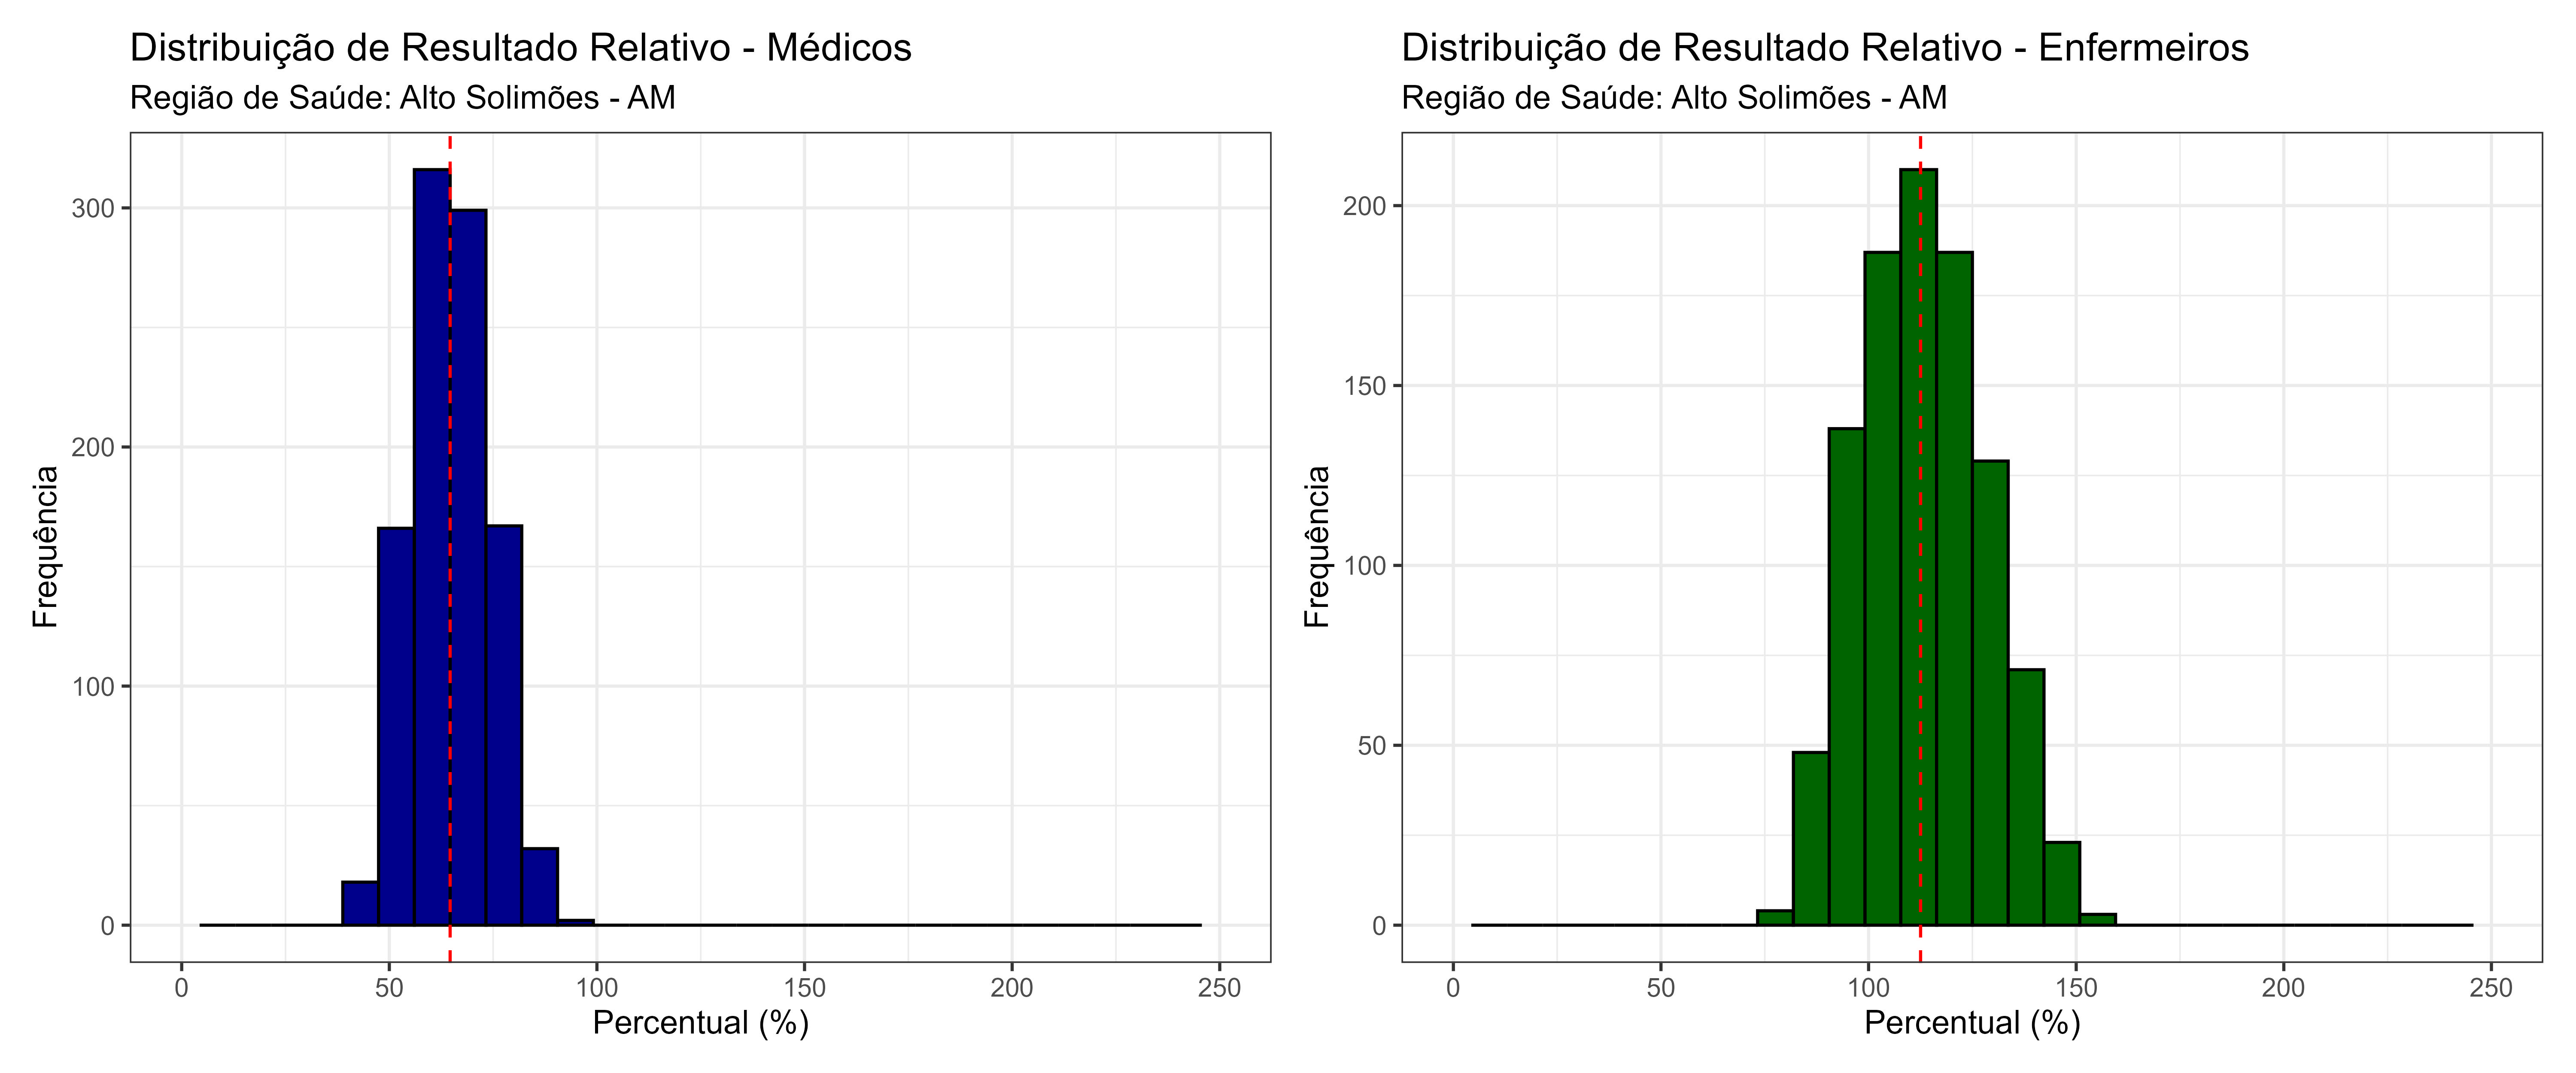 Distribuição de Resultado Relativo - Médicos
Região de Saúde: Alto Solimões - AM
Frequência
300
200
100
0
0 50 100 150 200 250
Percentual (%)
Distribuição de Resultado Relativo - Enfermeiros
Região de Saúde: Alto Solimões - AM
Frequência
200
150
100
50
0
0 50 100 150 200 250
Percentual (%)